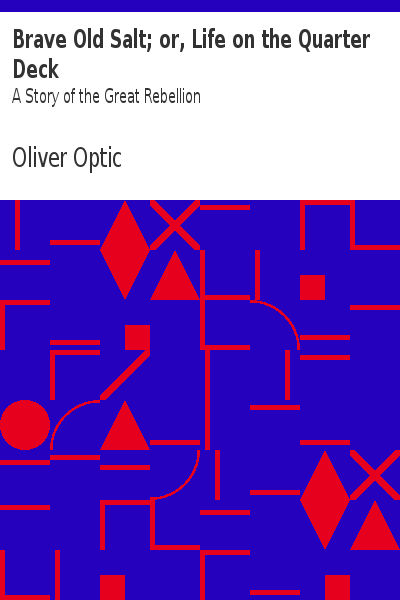 Brave Old Salt; or, Life on the Quarter
Deck
A Story of the Great Rebellion
Oliver Optic